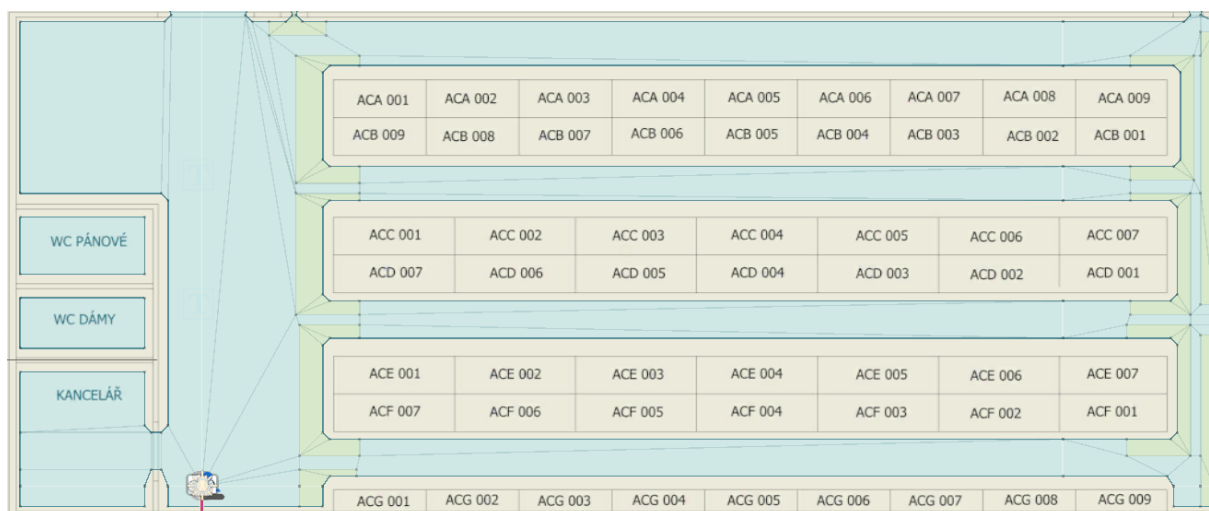 ACA 001 ACA 002 ACA 003 ACA 004 ACA 005 ACA 006 ACA 007 ACA 008 ACA 009
ACB 009 ACB 008 ACB 007 ACB 006 ACB 005 ACB 004 ACB 003 ACB 002 ACB 001
WC PÁNOVÉ
ACC 001 ACC 002 ACC 003 ACC 004 ACC 005 ACC 006 ACC 007
ACD 007 ACD 006 ACD 005 ACD 004 ACD 003 ACD 002 ACD 001
WC DÁMY
ACE 001 ACE 002 ACE 003 ACE 004 ACE 005 ACE 006 ACE 007
KANCELÁŘ
ACF 007 ACF 006 ACF 005 ACF 004 ACF 003 ACF 002 ACF 001
ACG 001 ACG 002 ACG 003 ACG 004 ACG 005 ACG 006 ACG 007 ACG 008 ACG 009